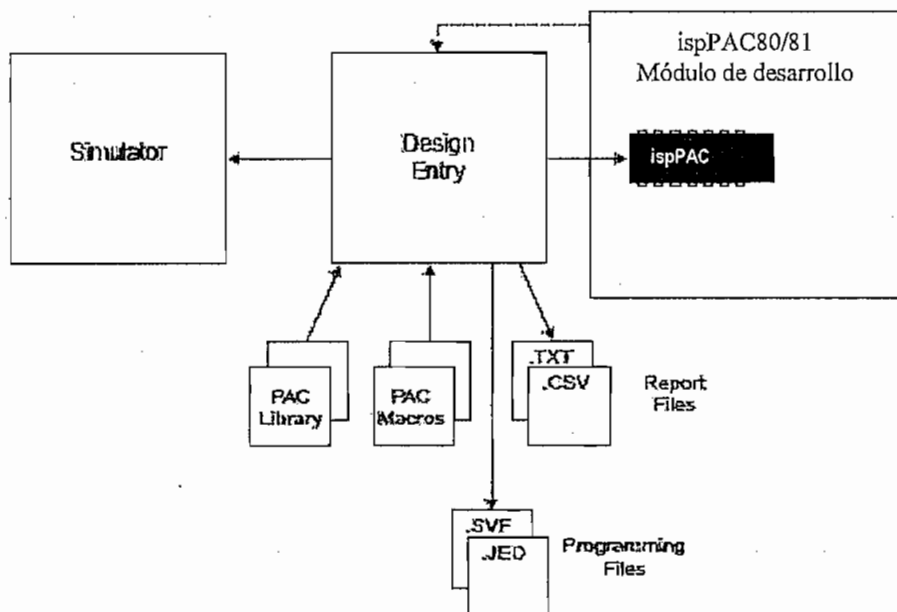 ispPAC80/81
Módulo de desarrollo
Simulator
Design
Entry
ispPAC
PAC
Library
PAC
Macros
.TXT
.CSV
Report
Files
.SVF
.JED
Programming
Files